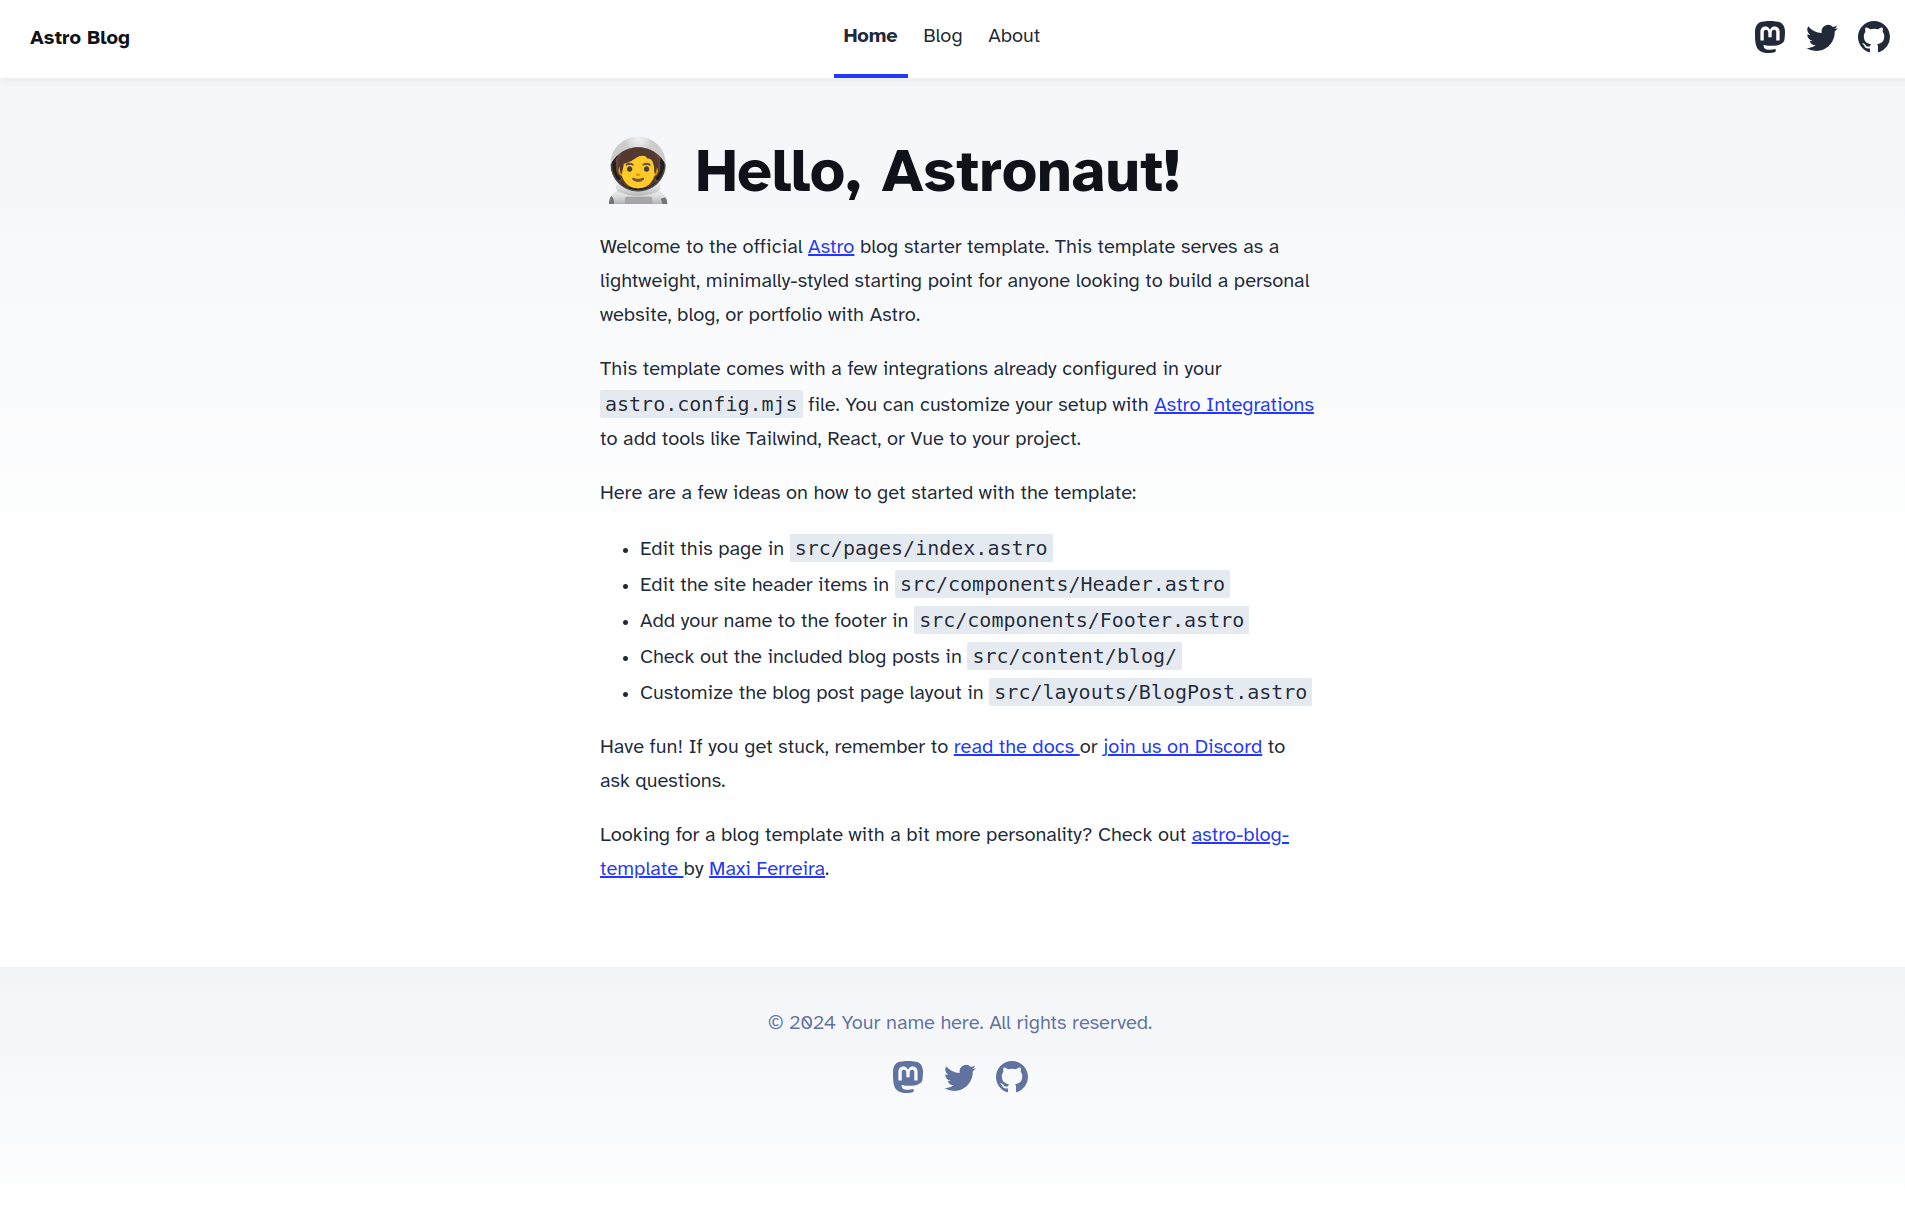 Astro Blog
Home Blog About
🧑‍🚀 Hello, Astronaut!
Welcome to the official Astro blog starter template. This template serves as a
lightweight, minimally-styled starting point for anyone looking to build a personal
website, blog, or portfolio with Astro.
This template comes with a few integrations already configured in your
astro.config.mjs file. You can customize your setup with Astro Integrations
to add tools like Tailwind, React, or Vue to your project.
Here are a few ideas on how to get started with the template:
• Edit this page in src/pages/index.astro
• Edit the site header items in src/components/Header.astro
• Add your name to the footer in src/components/Footer.astro
• Check out the included blog posts in src/content/blog/
• Customize the blog post page layout in src/layouts/BlogPost.astro
Have fun! If you get stuck, remember to read the docs or join us on Discord to
ask questions.
Looking for a blog template with a bit more personality? Check out astro-blog-
template by Maxi Ferreira.
© 2024 Your name here. All rights reserved.